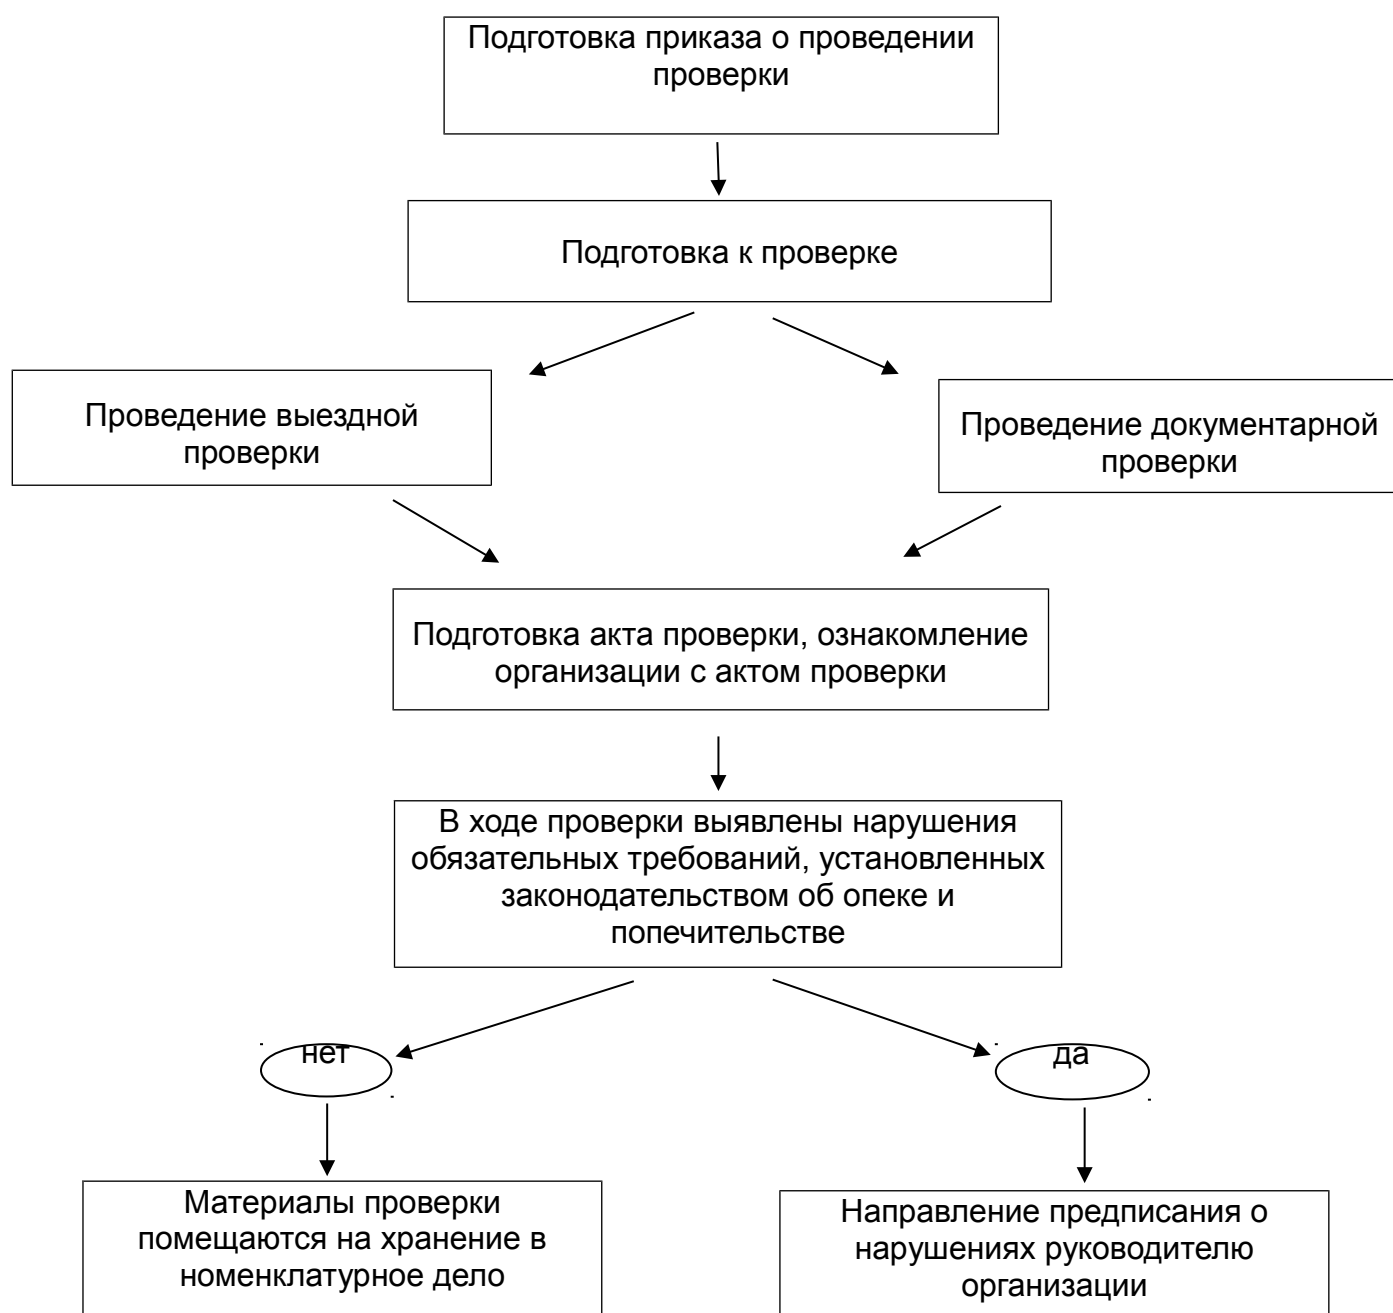 Подготовка приказа о проведении
проверки
Подготовка к проверке
Проведение выездной
проверки
Проведение документарной
проверки
Подготовка акта проверки, ознакомление
организации с актом проверки
В ходе проверки выявлены нарушения
обязательных требований, установленных
законодательством об опеке и
попечительстве
нет
да
Материалы проверки
помещаются на хранение в
номенклатурное дело
Направление предписания о
нарушениях руководителю
организации